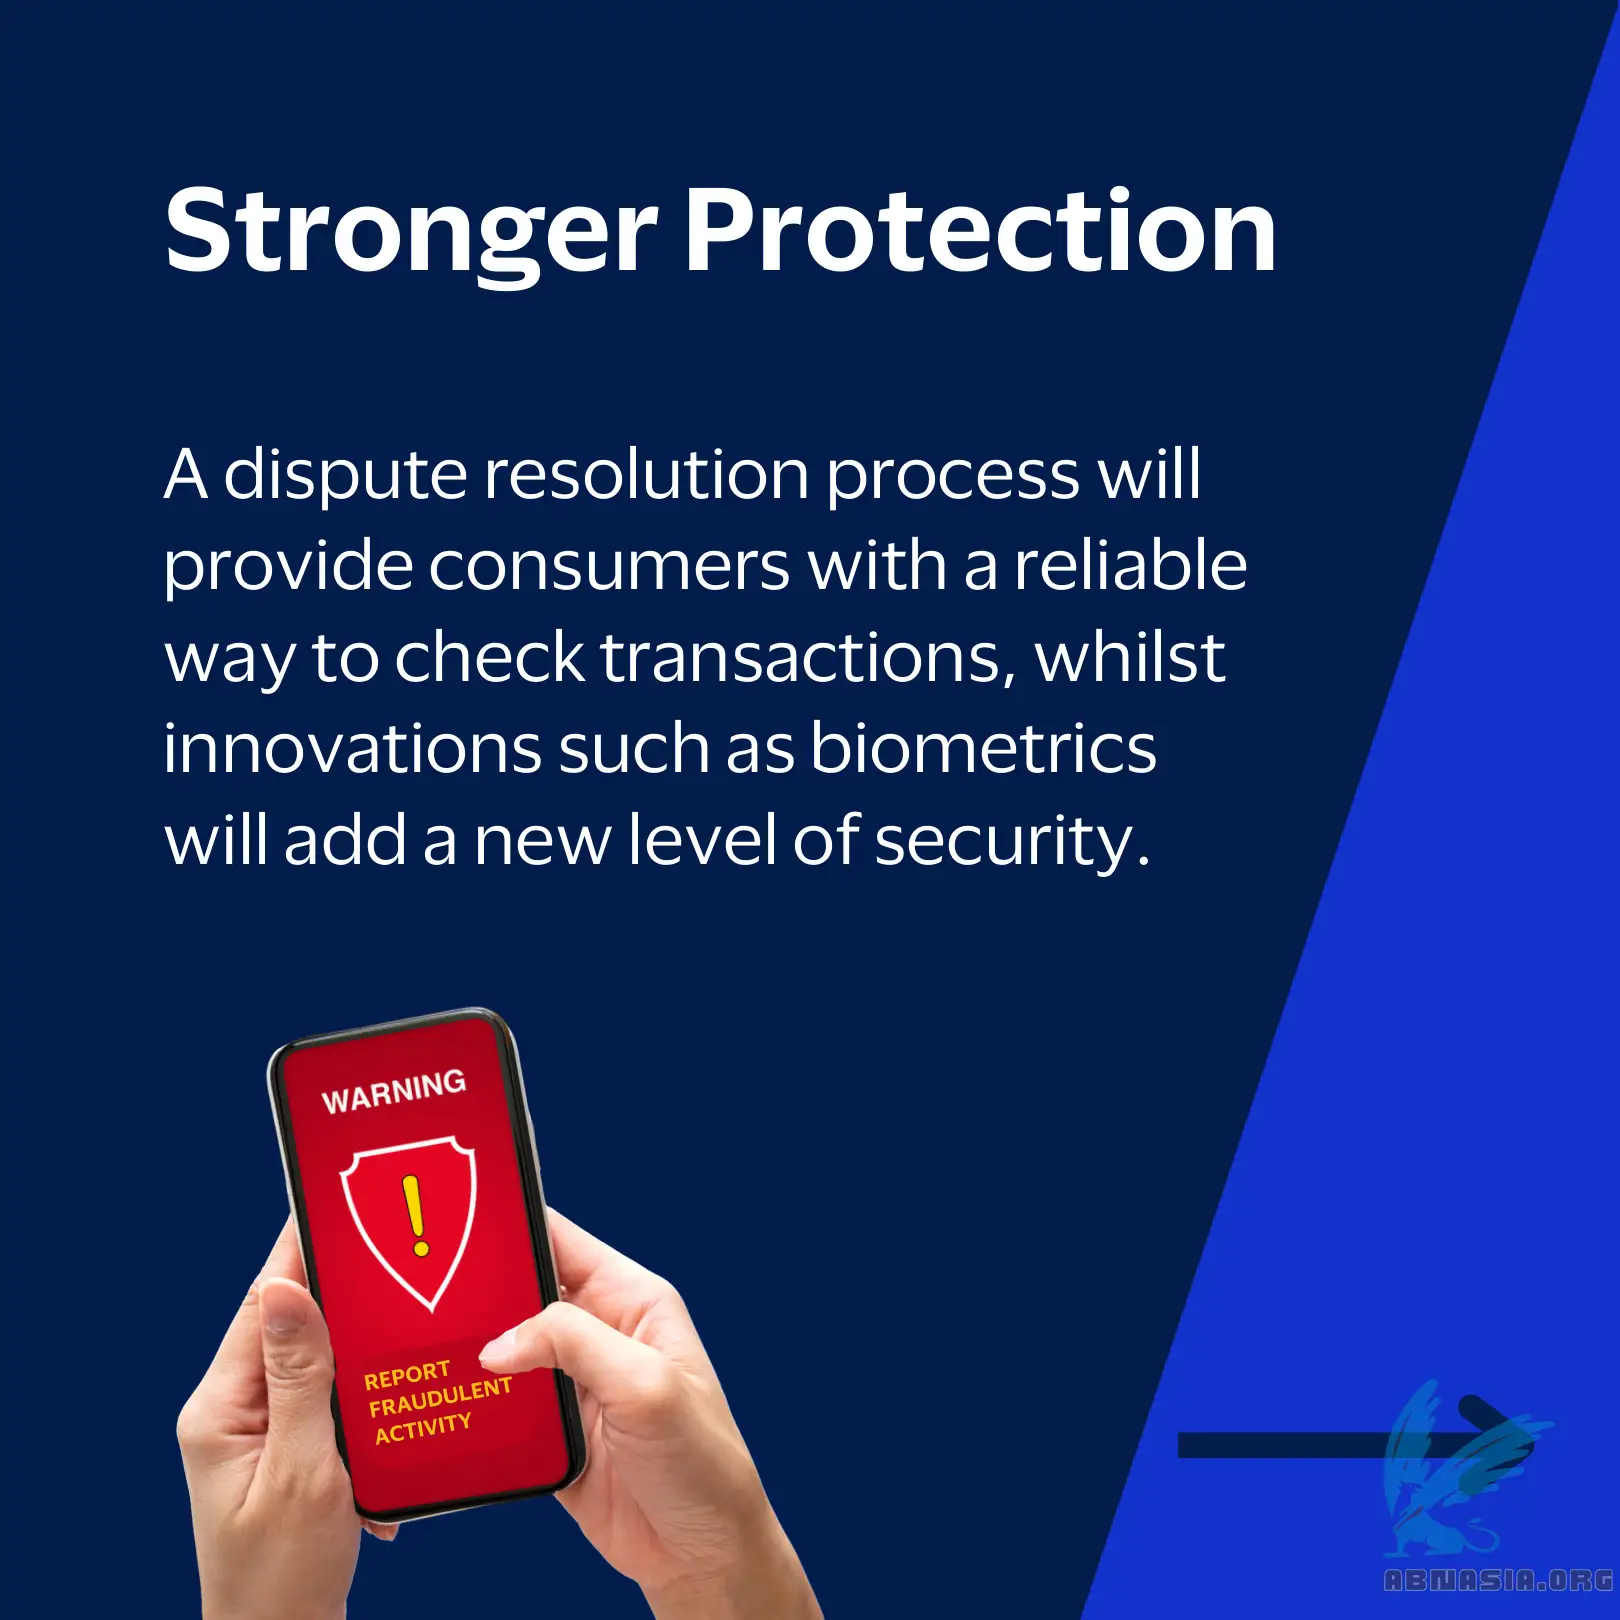 Stronger Protection
A dispute resolution process will
provide consumers with a reliable
way to check transactions, whilst
innovations such as biometrics
will add a new level of security.
WARNING
!
REPORT
FRAUDULENT
ACTIVITY
ABNASIA.ORG